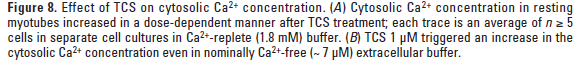 Figure 8. Effect of TCS on cytosolic Ca²⁺ concentration. (A) Cytosolic Ca²⁺ concentration in resting
myotubes increased in a dose-dependent manner after TCS treatment; each trace is an average of n ≥ 5
cells in separate cell cultures in Ca²⁺-replete (1.8 mM) buffer. (B) TCS 1 μM triggered an increase in the
cytosolic Ca²⁺ concentration even in nominally Ca²⁺-free (~ 7 μM) extracellular buffer.